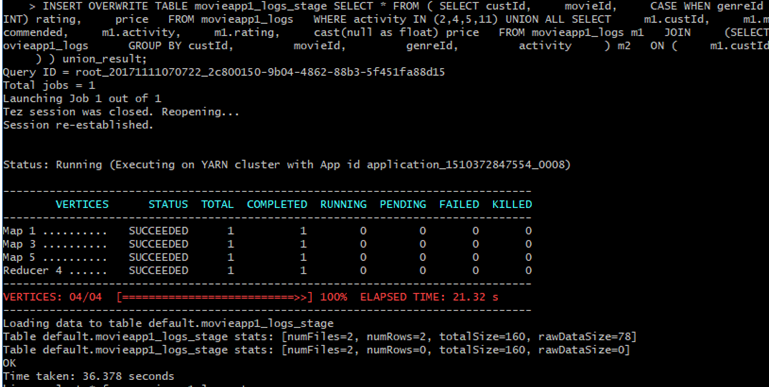 > INSERT OVERWRITE TABLE movieapp1_logs_stage SELECT * FROM ( SELECT custId, movieId, CASE WHEN genreId
INT) rating, price FROM movieapp1_logs WHERE activity IN (2,4,5,11) UNION ALL SELECT m1.custId, m1.m
commended, m1.activity, m1.rating, cast(null as float) price FROM movieapp1_logs m1 JOIN (SELECT
ovieapp1_logs GROUP BY custId, movieId, genreId, activity ) m2 ON ( m1.custId
) ) union_result;
Query ID = root_20171111070722_2c800150-9b04-4862-88b3-5f451fa88d15
Total jobs = 1
Launching Job 1 out of 1
Tez session was closed. Reopening...
Session re-established.
Status: Running (Executing on YARN cluster with App id application_1510372847554_0008)
--------------------------------------------------------------------------------
VERTICES STATUS TOTAL COMPLETED RUNNING PENDING FAILED KILLED
--------------------------------------------------------------------------------
Map 1 .......... SUCCEEDED 1 1 0 0 0 0
Map 3 .......... SUCCEEDED 1 1 0 0 0 0
Map 5 .......... SUCCEEDED 1 1 0 0 0 0
Reducer 4 ...... SUCCEEDED 1 1 0 0 0 0
--------------------------------------------------------------------------------
VERTICES: 04/04 [==========================>>] 100% ELAPSED TIME: 21.32 s
--------------------------------------------------------------------------------
Loading data to table default.movieapp1_logs_stage
Table default.movieapp1_logs_stage stats: [numFiles=2, numRows=2, totalSize=160, rawDataSize=78]
Table default.movieapp1_logs_stage stats: [numFiles=2, numRows=0, totalSize=160, rawDataSize=0]
OK
Time taken: 36.378 seconds